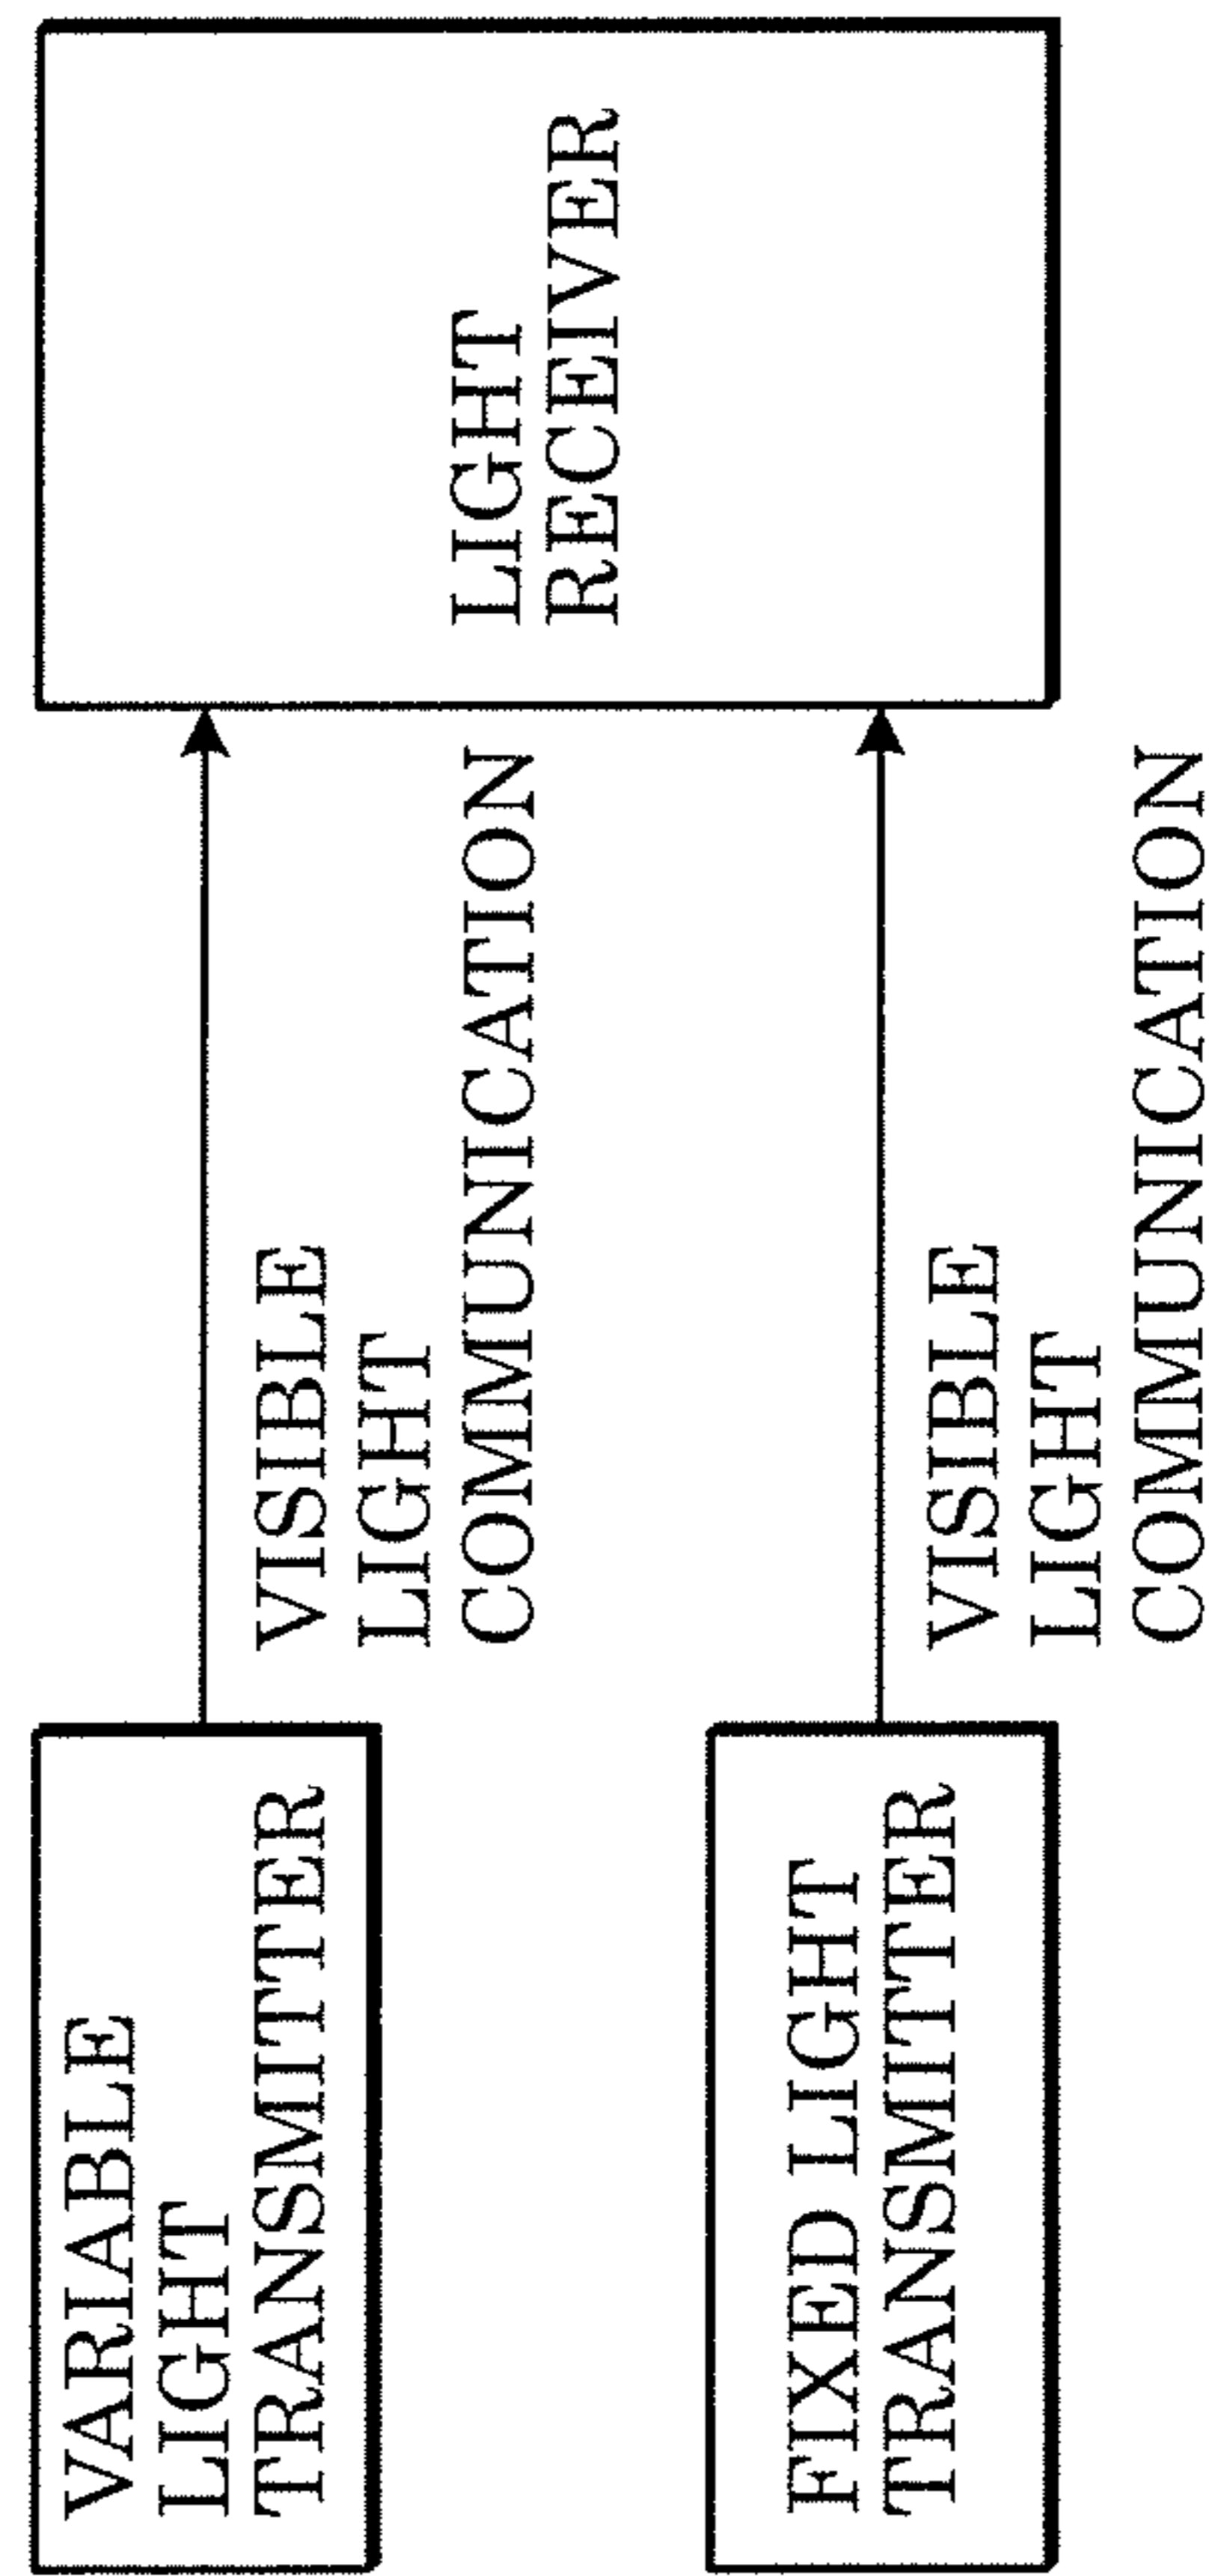 VARIABLE
LIGHT
TRANSMITTER
VISIBLE
LIGHT
COMMUNICATION
LIGHT
RECEIVER
FIXED LIGHT
TRANSMITTER
VISIBLE
LIGHT
COMMUNICATION